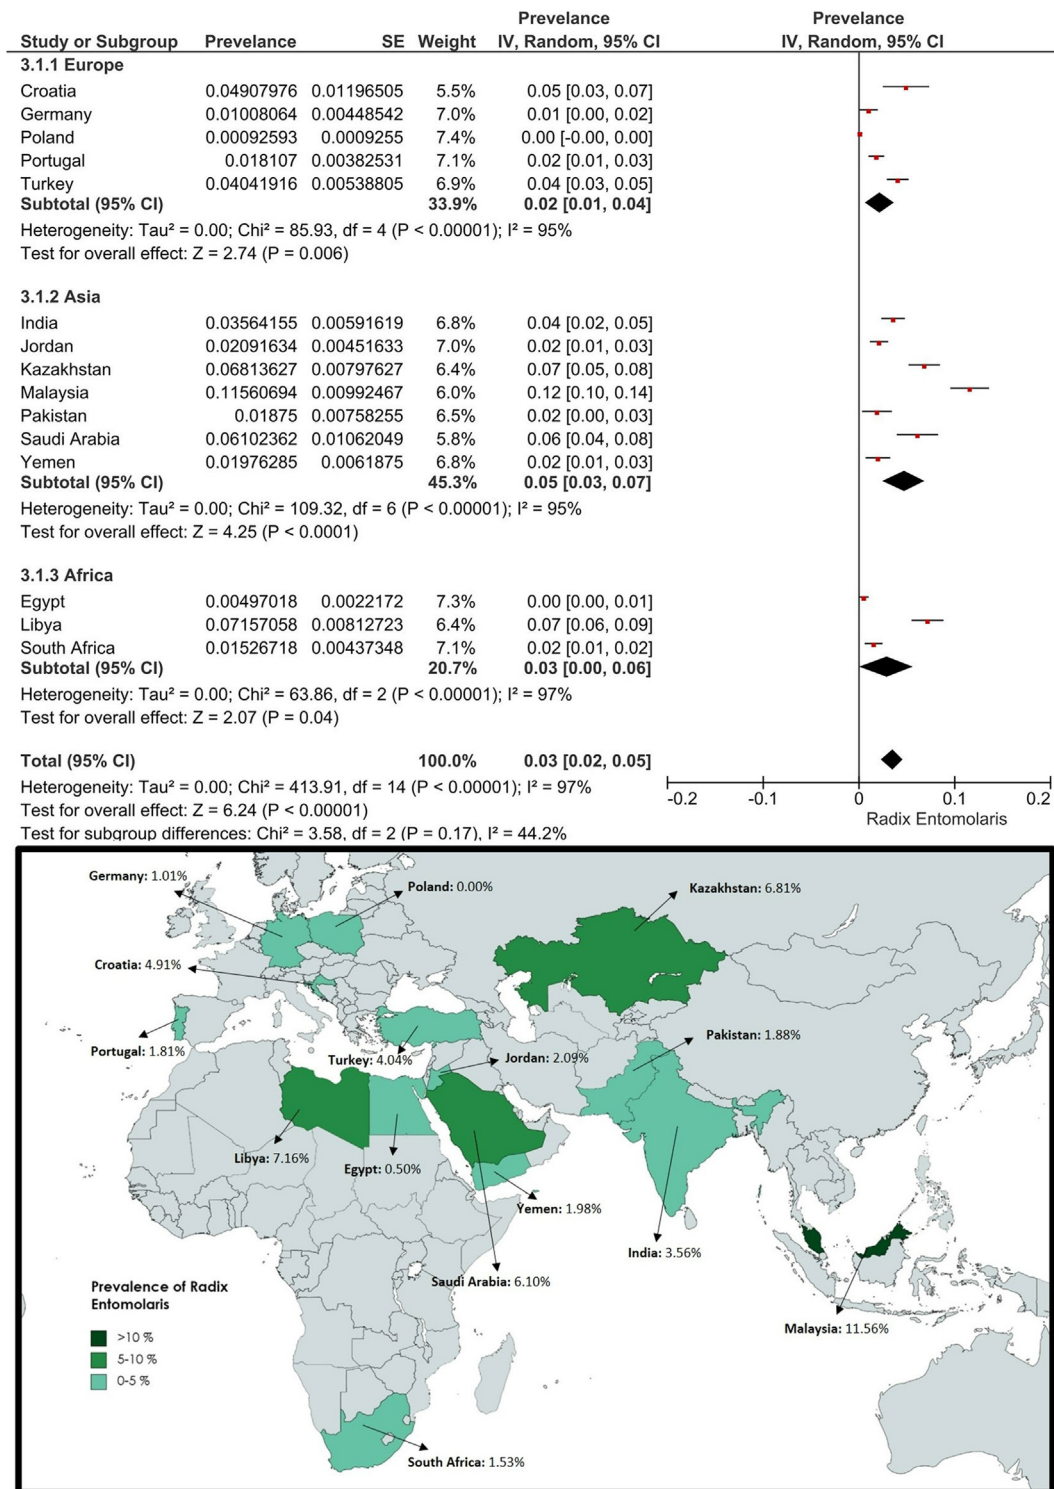 Prevelance Prevelance
Study or Subgroup Prevelance SE Weight IV, Random, 95% CI IV, Random, 95% CI
3.1.1 Europe
Croatia 0.04907976 0.01196505 5.5% 0.05 [0.03, 0.07]
Germany 0.01008064 0.00448542 7.0% 0.01 [0.00, 0.02]
Poland 0.00092593 0.0009255 7.4% 0.00 [-0.00, 0.00]
Portugal 0.018107 0.00382531 7.1% 0.02 [0.01, 0.03]
Turkey 0.04041916 0.00538805 6.9% 0.04 [0.03, 0.05]
Subtotal (95% CI) 33.9% 0.02 [0.01, 0.04]
Heterogeneity: Tau² = 0.00; Chi² = 85.93, df = 4 (P < 0.00001); I² = 95%
Test for overall effect: Z = 2.74 (P = 0.006)
3.1.2 Asia
India 0.03564155 0.00591619 6.8% 0.04 [0.02, 0.05]
Jordan 0.02091634 0.00451633 7.0% 0.02 [0.01, 0.03]
Kazakhstan 0.06813627 0.00797627 6.4% 0.07 [0.05, 0.08]
Malaysia 0.11560694 0.00992467 6.0% 0.12 [0.10, 0.14]
Pakistan 0.01875 0.00758255 6.5% 0.02 [0.00, 0.03]
Saudi Arabia 0.06102362 0.01062049 5.8% 0.06 [0.04, 0.08]
Yemen 0.01976285 0.0061875 6.8% 0.02 [0.01, 0.03]
Subtotal (95% CI) 45.3% 0.05 [0.03, 0.07]
Heterogeneity: Tau² = 0.00; Chi² = 109.32, df = 6 (P < 0.00001); I² = 95%
Test for overall effect: Z = 4.25 (P < 0.0001)
3.1.3 Africa
Egypt 0.00497018 0.0022172 7.3% 0.00 [0.00, 0.01]
Libya 0.07157058 0.00812723 6.4% 0.07 [0.06, 0.09]
South Africa 0.01526718 0.00437348 7.1% 0.02 [0.01, 0.02]
Subtotal (95% CI) 20.7% 0.03 [0.00, 0.06]
Heterogeneity: Tau² = 0.00; Chi² = 63.86, df = 2 (P < 0.00001); I² = 97%
Test for overall effect: Z = 2.07 (P = 0.04)
Total (95% CI) 100.0% 0.03 [0.02, 0.05]
Heterogeneity: Tau² = 0.00; Chi² = 413.91, df = 14 (P < 0.00001); I² = 97%
Test for overall effect: Z = 6.24 (P < 0.00001)
Test for subgroup differences: Chi² = 3.58, df = 2 (P = 0.17), I² = 44.2%
-0.2 -0.1 0 0.1 0.2
Radix Entomolaris
Germany: 1.01%
Poland: 0.00%
Kazakhstan: 6.81%
Croatia: 4.91%
Portugal: 1.81%
Turkey: 4.04%
Jordan: 2.09%
Pakistan: 1.88%
Libya: 7.16%
Egypt: 0.50%
Yemen: 1.98%
India: 3.56%
Saudi Arabia: 6.10%
Malaysia: 11.56%
Prevalence of Radix
Entomolaris
>10 %
5-10 %
0-5 %
South Africa: 1.53%